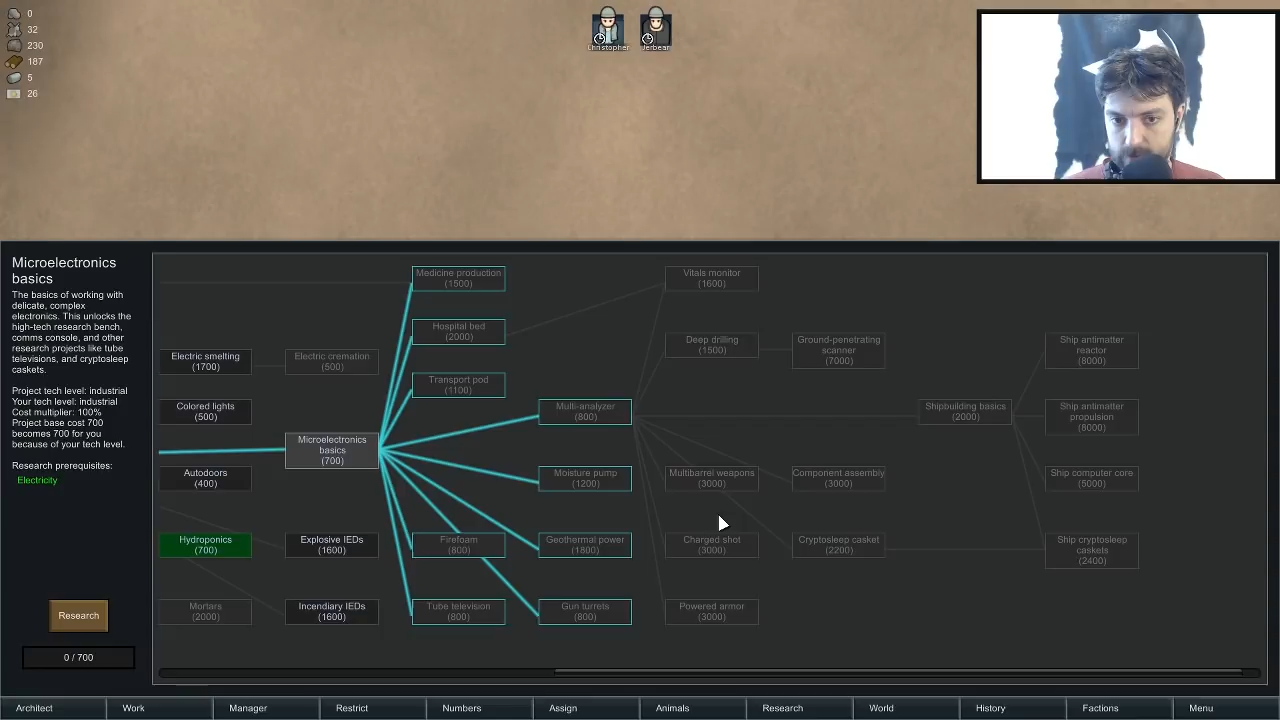 0
32
230
187
5
26
Christopher
Jerbear
Microelectronics
basics
The basics of working with
delicate, complex
electronics. This unlocks the
high-tech research bench,
comms console, and other
research projects like tube
televisions, and cryptosleep
caskets.
Project tech level: industrial
Your tech level: industrial
Cost multiplier: 100%
Project base cost 700
becomes 700 for you
because of your tech level.
Research prerequisites:
Electricity
Research
0 / 700
Medicine production
(1500)
Vitals monitor
(1600)
Hospital bed
(2000)
Deep drilling
(1500)
Ground-penetrating
scanner
(7000)
Ship antimatter
reactor
(8000)
Electric smelting
(1700)
Electric cremation
(500)
Transport pod
(1100)
Colored lights
(500)
Multi-analyzer
(800)
Shipbuilding basics
(2000)
Ship antimatter
propulsion
(8000)
Microelectronics
basics
(700)
Autodoors
(400)
Moisture pump
(1200)
Multibarrel weapons
(3000)
Component assembly
(3000)
Ship computer core
(5000)
Hydroponics
(700)
Explosive IEDs
(1600)
Firefoam
(800)
Geothermal power
(1800)
Charged shot
(3000)
Cryptosleep casket
(2200)
Ship cryptosleep
caskets
(2400)
Mortars
(2000)
Incendiary IEDs
(1600)
Tube television
(800)
Gun turrets
(800)
Powered armor
(3000)
Architect
Work
Manager
Restrict
Numbers
Assign
Animals
Research
World
History
Factions
Menu